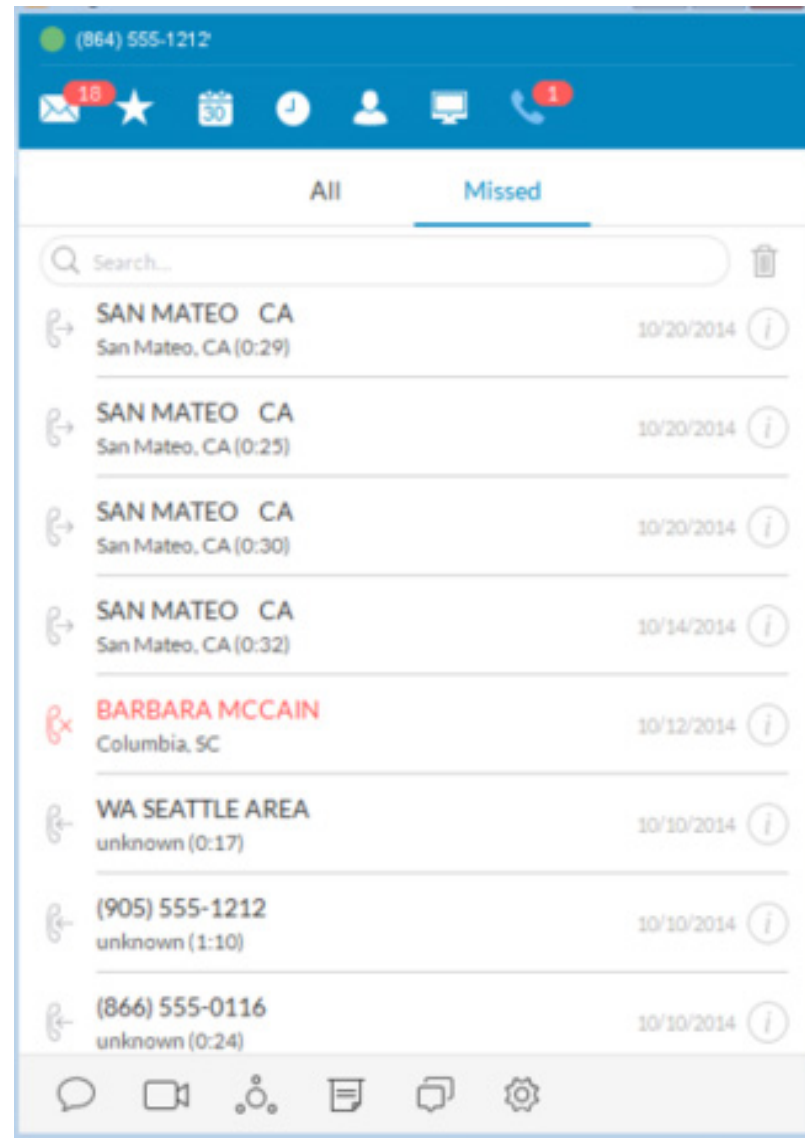 (864) 555-1212
18
30
1
All Missed
Search...
SAN MATEO CA
10/20/2014
San Mateo, CA (0:29)
SAN MATEO CA
10/20/2014
San Mateo, CA (0:25)
SAN MATEO CA
10/20/2014
San Mateo, CA (0:30)
SAN MATEO CA
10/14/2014
San Mateo, CA (0:32)
BARBARA MCCAIN
10/12/2014
Columbia, SC
WA SEATTLE AREA
10/10/2014
unknown (0:17)
(905) 555-1212
10/10/2014
unknown (1:10)
(866) 555-0116
10/10/2014
unknown (0:24)